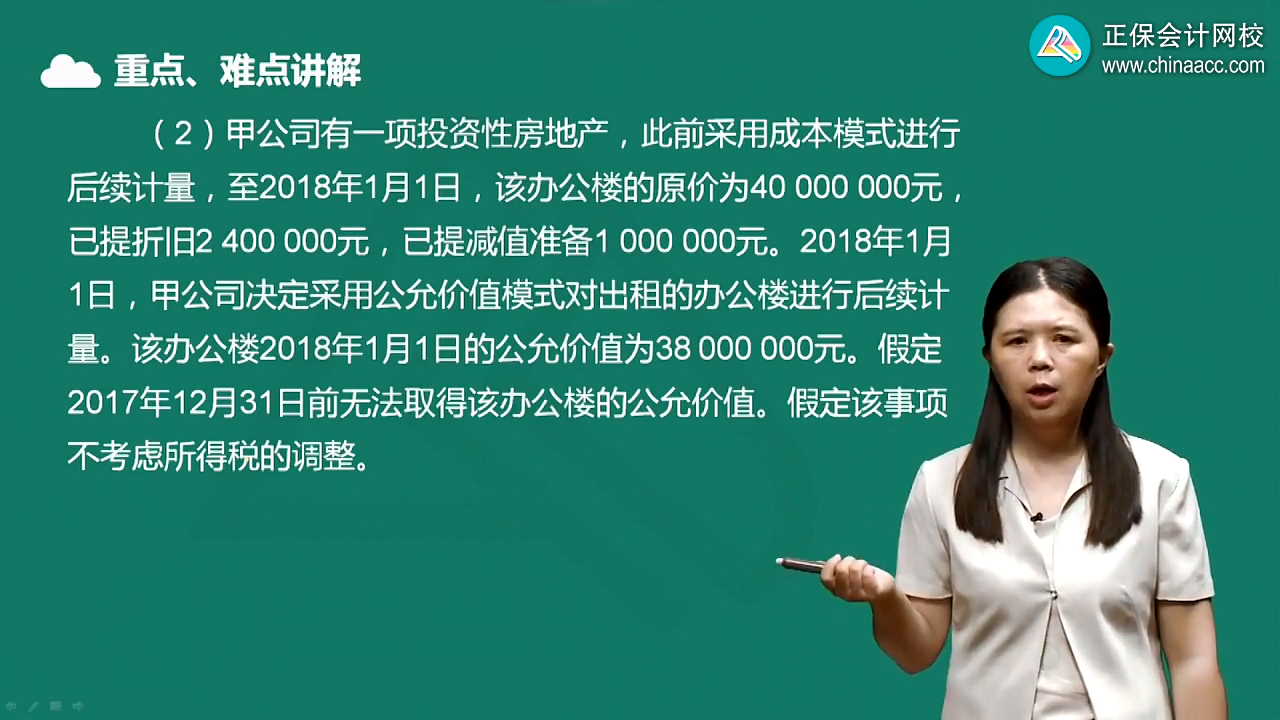 正保会计网校
www.chinaacc.com
重点、难点讲解
（2）甲公司有一项投资性房地产，此前采用成本模式进行
后续计量，至2018年1月1日，该办公楼的原价为40 000 000元，
已提折旧2 400 000元，已提减值准备1 000 000元。2018年1月
1日，甲公司决定采用公允价值模式对出租的办公楼进行后续计
量。该办公楼2018年1月1日的公允价值为38 000 000元。假定
2017年12月31日前无法取得该办公楼的公允价值。假定该事项
不考虑所得税的调整。